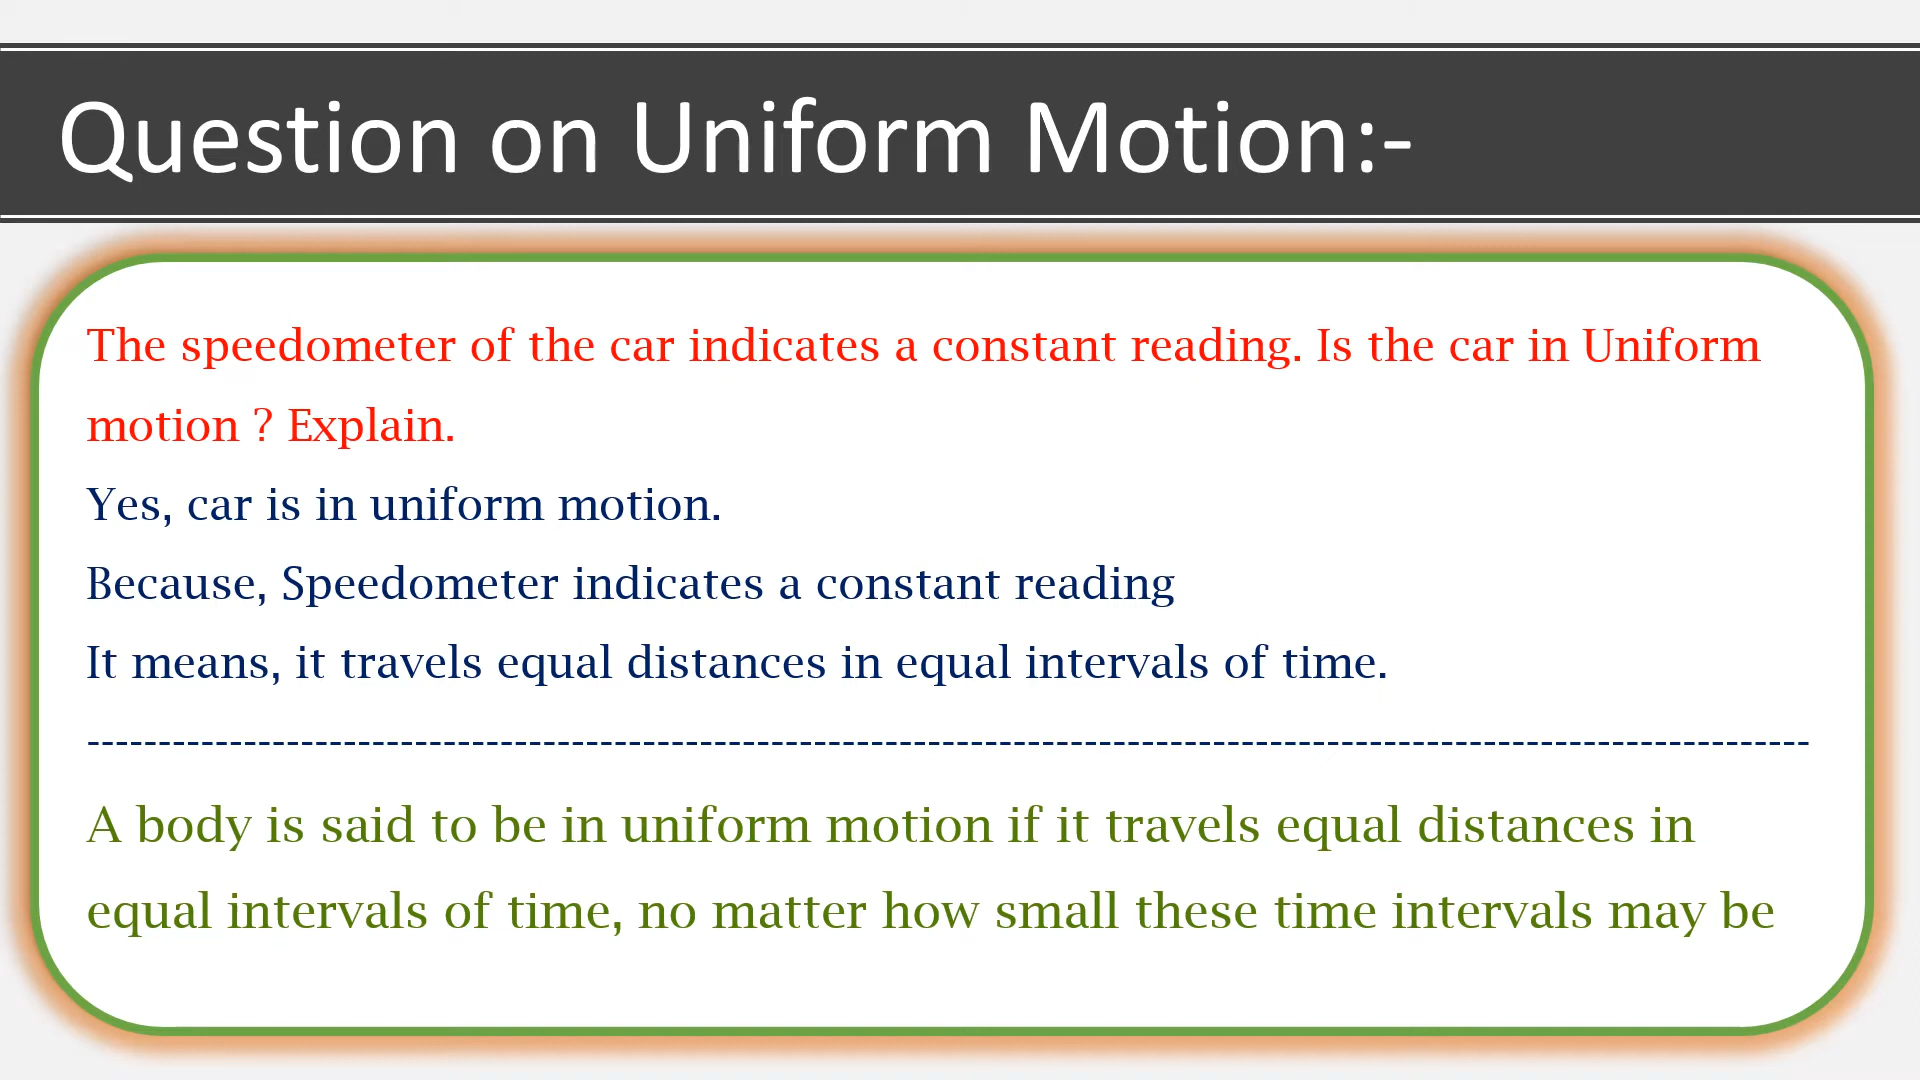 Question on Uniform Motion:-
The speedometer of the car indicates a constant reading. Is the car in Uniform
motion ? Explain.
Yes, car is in uniform motion.
Because, Speedometer indicates a constant reading
It means, it travels equal distances in equal intervals of time.
-------------------------------------------------------------------------------------------------------------------------
A body is said to be in uniform motion if it travels equal distances in
equal intervals of time, no matter how small these time intervals may be